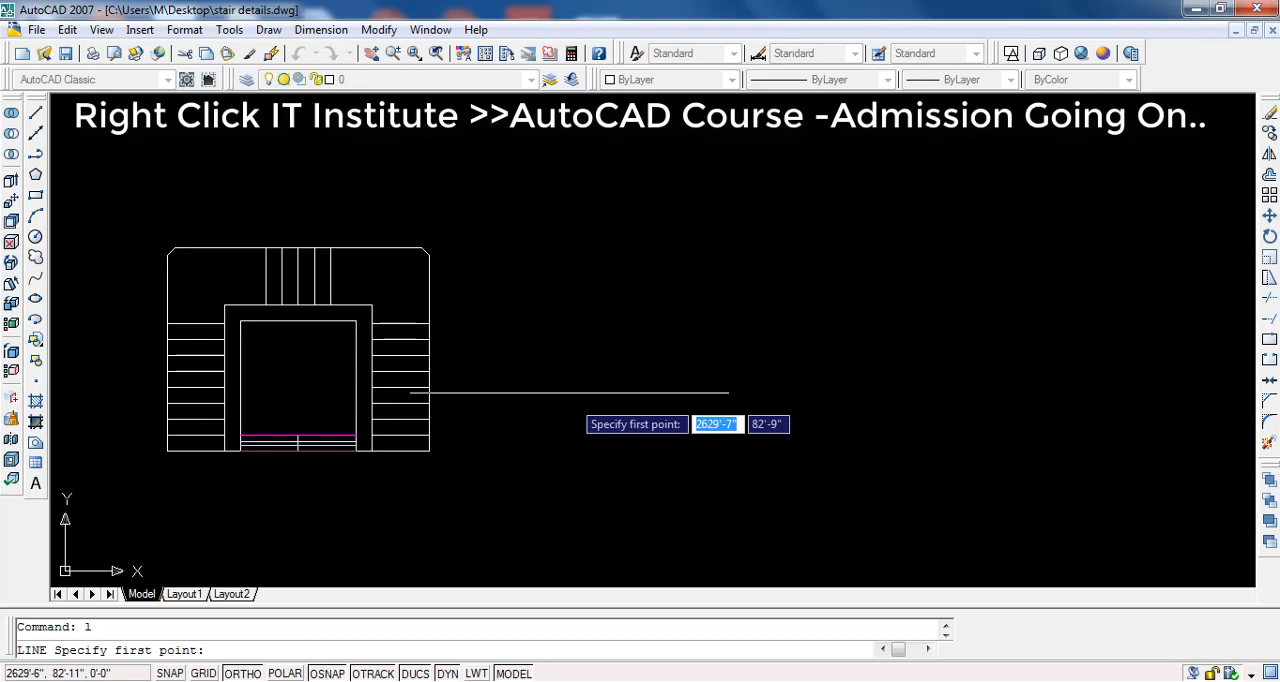 AutoCAD 2007 - [C:\Users\M\Desktop\stair details.dwg]
File Edit View Insert Format Tools Draw Dimension Modify Window Help
Standard Standard Standard
AutoCAD Classic 0 ByLayer ByLayer ByLayer ByColor
Right Click IT Institute >>AutoCAD Course -Admission Going On..
Specify first point: 2629'-7" 82'-9"
A
Y
X
Model Layout1 Layout2
Command: l
LINE Specify first point:
2629'-6", 82'-11", 0'-0" SNAP GRID ORTHO POLAR OSNAP OTRACK DUCS DYN LWT MODEL